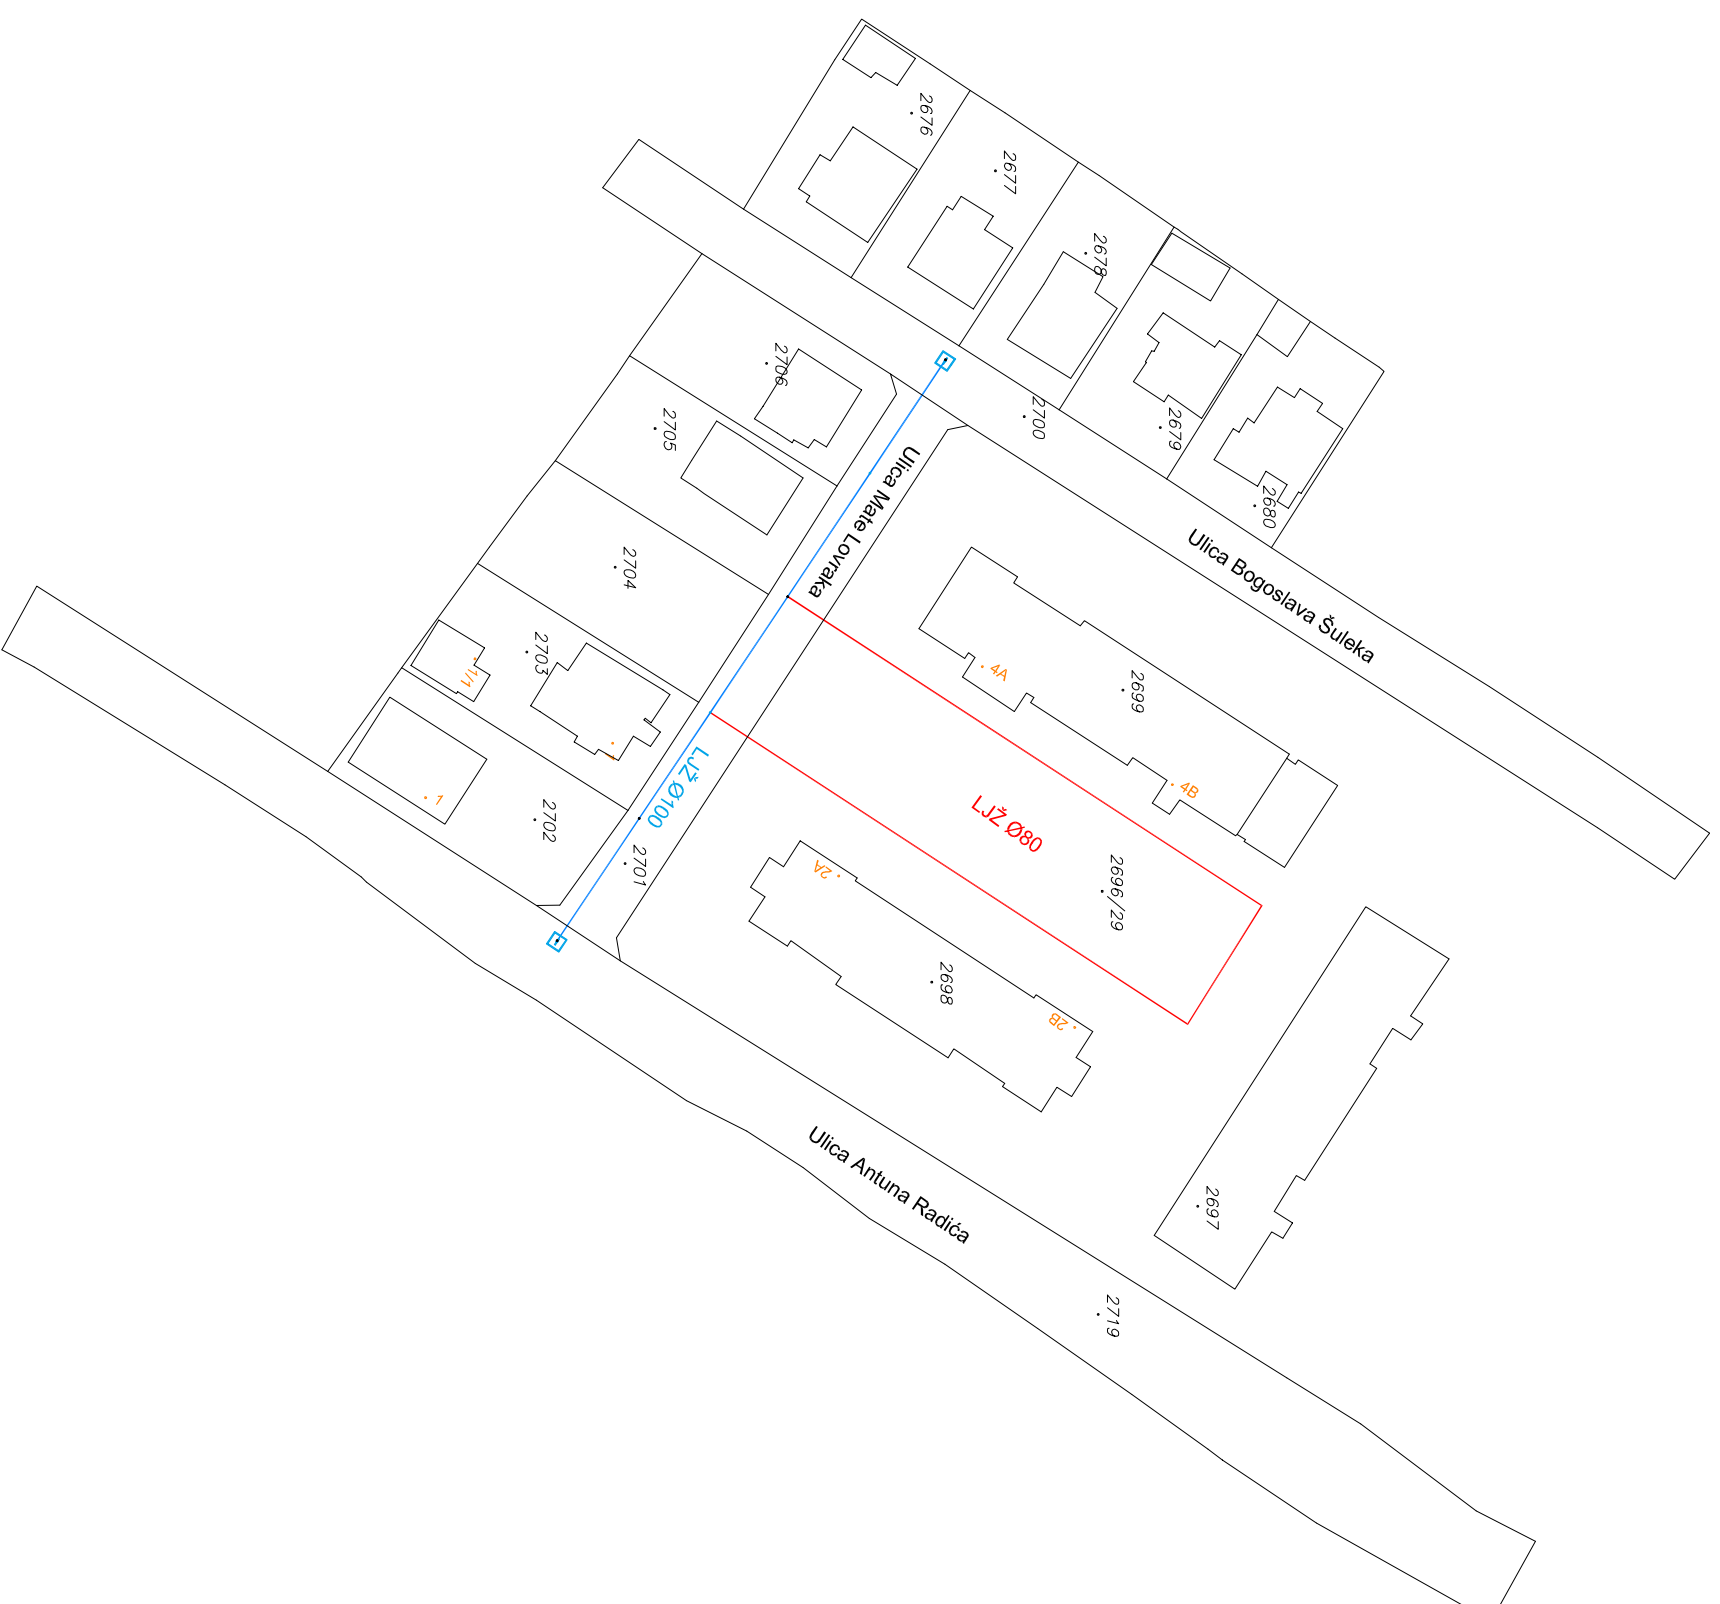 2676
2677
2678
2679
2680
2700
2706
2705
2704
2703
1/1
1
2702
2701
Ulica Mate Lovraka
Ulica Bogoslava Šuleka
LJŽ Ø100
LJŽ Ø80
4A
4B
2699
2696/29
2A
2B
2698
2697
Ulica Antuna Radića
2719